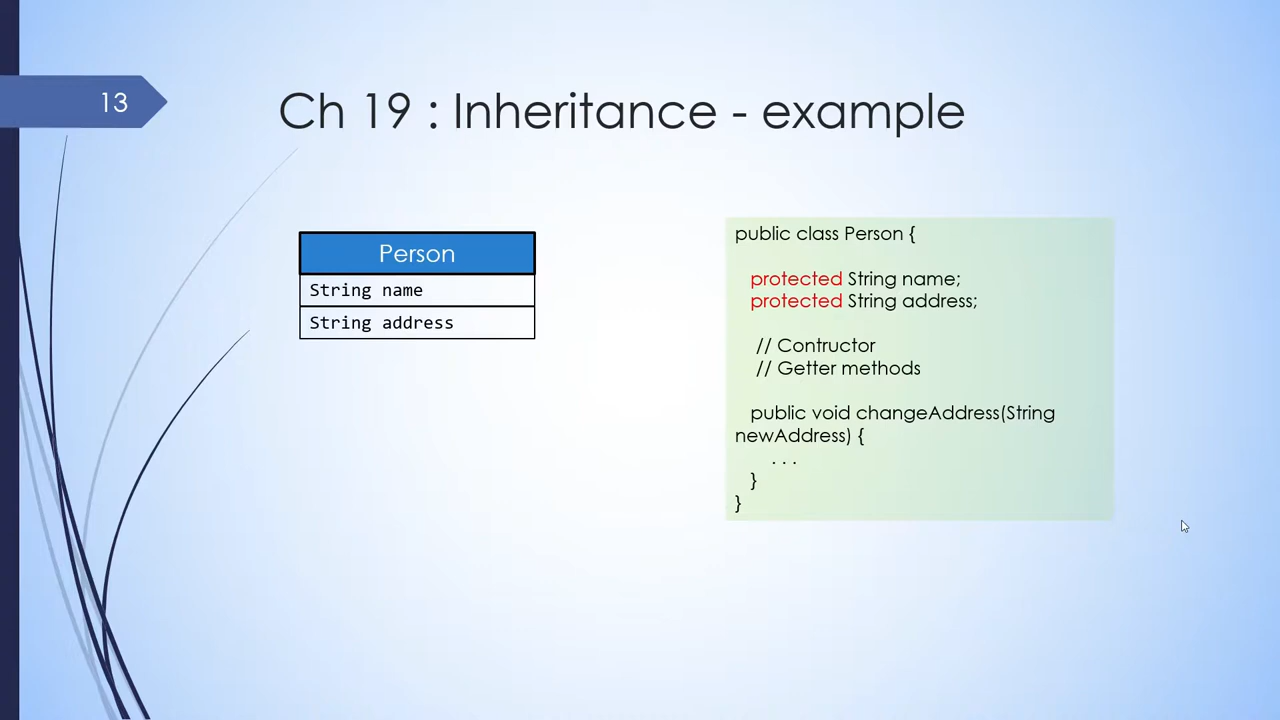 13
Ch 19 : Inheritance - example
Person
String name
String address
public class Person {
protected String name;
protected String address;
// Contructor
// Getter methods
public void changeAddress(String
newAddress) {
. . .
}
}